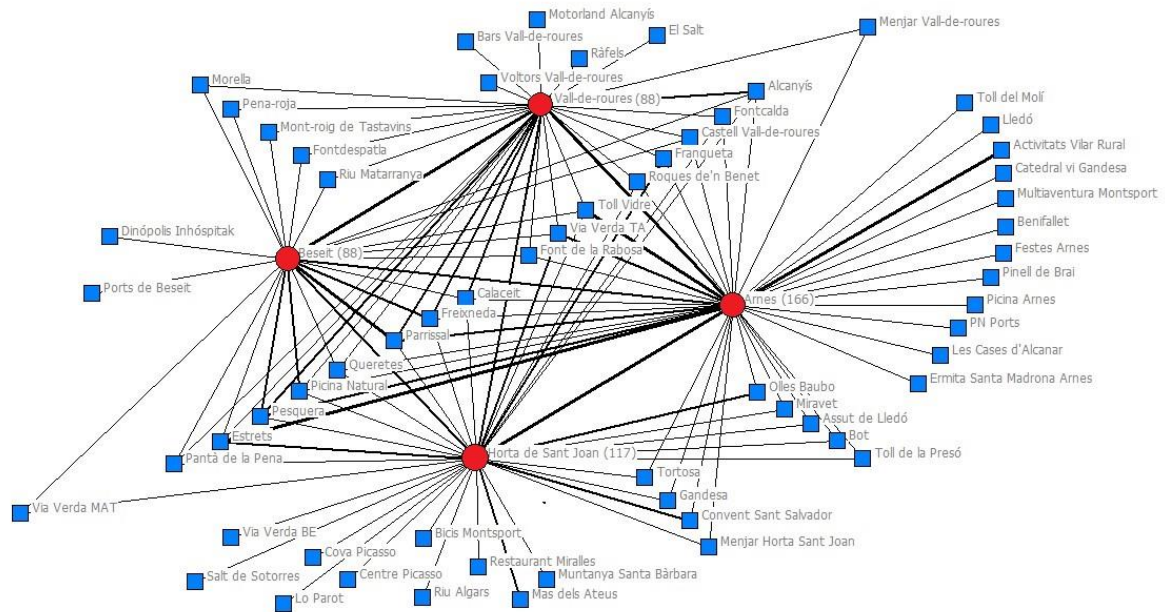 Motorland Alcanyís
Menjar Val-de-roures
Bars Vall-de-roures
El Salt
Ràfels
Voltors Vall-de-roures
Morella
Alcanyís
Val-de-roures (88)
Pena-roja
Toll del Molí
Fontcalda
Lledó
Mont-roig de Tastavins
Castell Vall-de-roures
Activitats Vilar Rural
Fontdespatla
Franqueta
Catedral vi Gandesa
Riu Matarranya
Roques de'n Benet
Multiaventura Montsport
Toll Vidre
Benifallet
Dinópolis Inhóspitak
Via Verda TA
Beseit (88)
Font de la Rabosa
Festes Arnes
Pinell de Brai
Ports de Beseit
Calaceit
Arnes (166)
Picina Arnes
Freixneda
PN Ports
Parrissal
Les Cases d'Alcanar
Queretes
Ermita Santa Madrona Arnes
Picina Natural
Olles Baubo
Miravet
Pesquera
Assut de Lledó
Estrets
Bot
Pantà de la Pena
Horta de Sant Joan (117)
Toll de la Presó
Tortosa
Gandesa
Via Verda MAT
Convent Sant Salvador
Via Verda BE
Bicis Montsport
Menjar Horta Sant Joan
Cova Picasso
Restaurant Miralles
Salt de Sotorres
Centre Picasso
Muntanya Santa Bàrbara
Lo Parot
Riu Algars
Mas dels Ateus